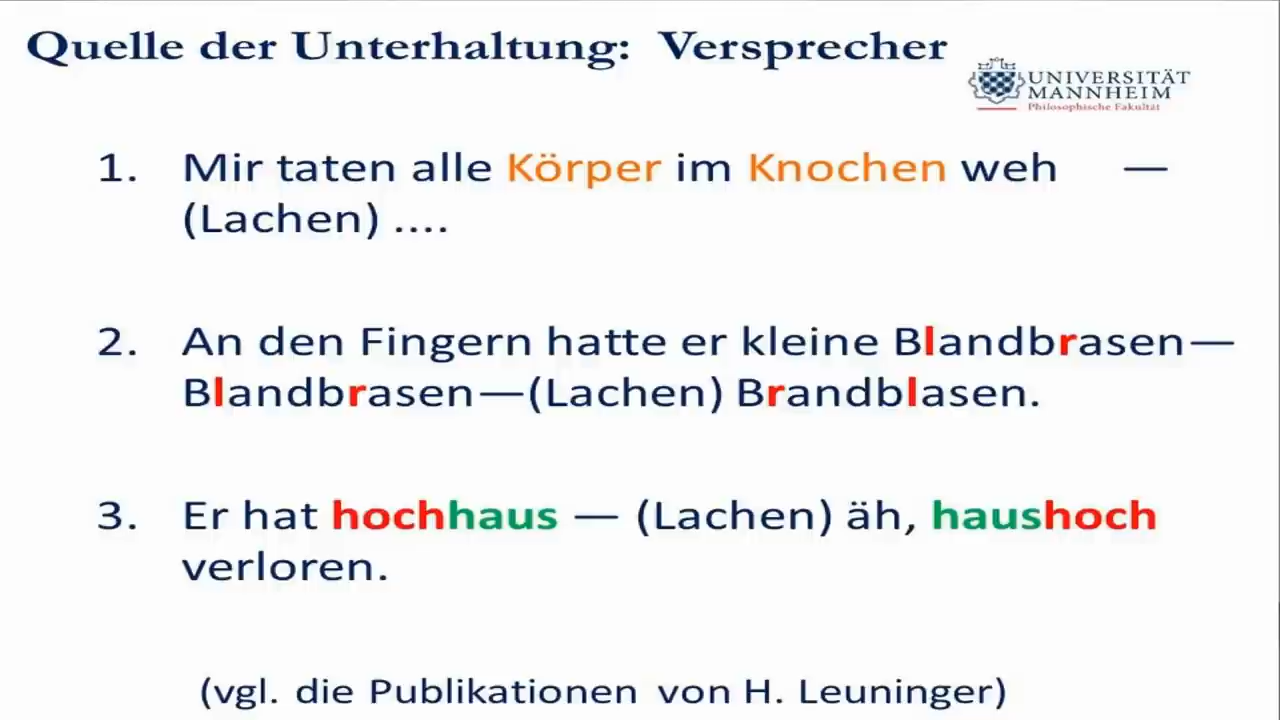 Quelle der Unterhaltung: Versprecher
UNIVERSITÄT
MANNHEIM
Philosophische Fakultät
1. Mir taten alle Körper im Knochen weh —
(Lachen) ....
2. An den Fingern hatte er kleine Blandbrasen—
Blandbrasen—(Lachen) Brandblasen.
3. Er hat hochhaus — (Lachen) äh, haushoch
verloren.
(vgl. die Publikationen von H. Leuninger)